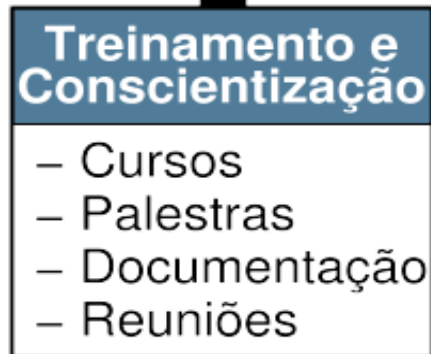 Treinamento e
Conscientização
– Cursos
– Palestras
– Documentação
– Reuniões